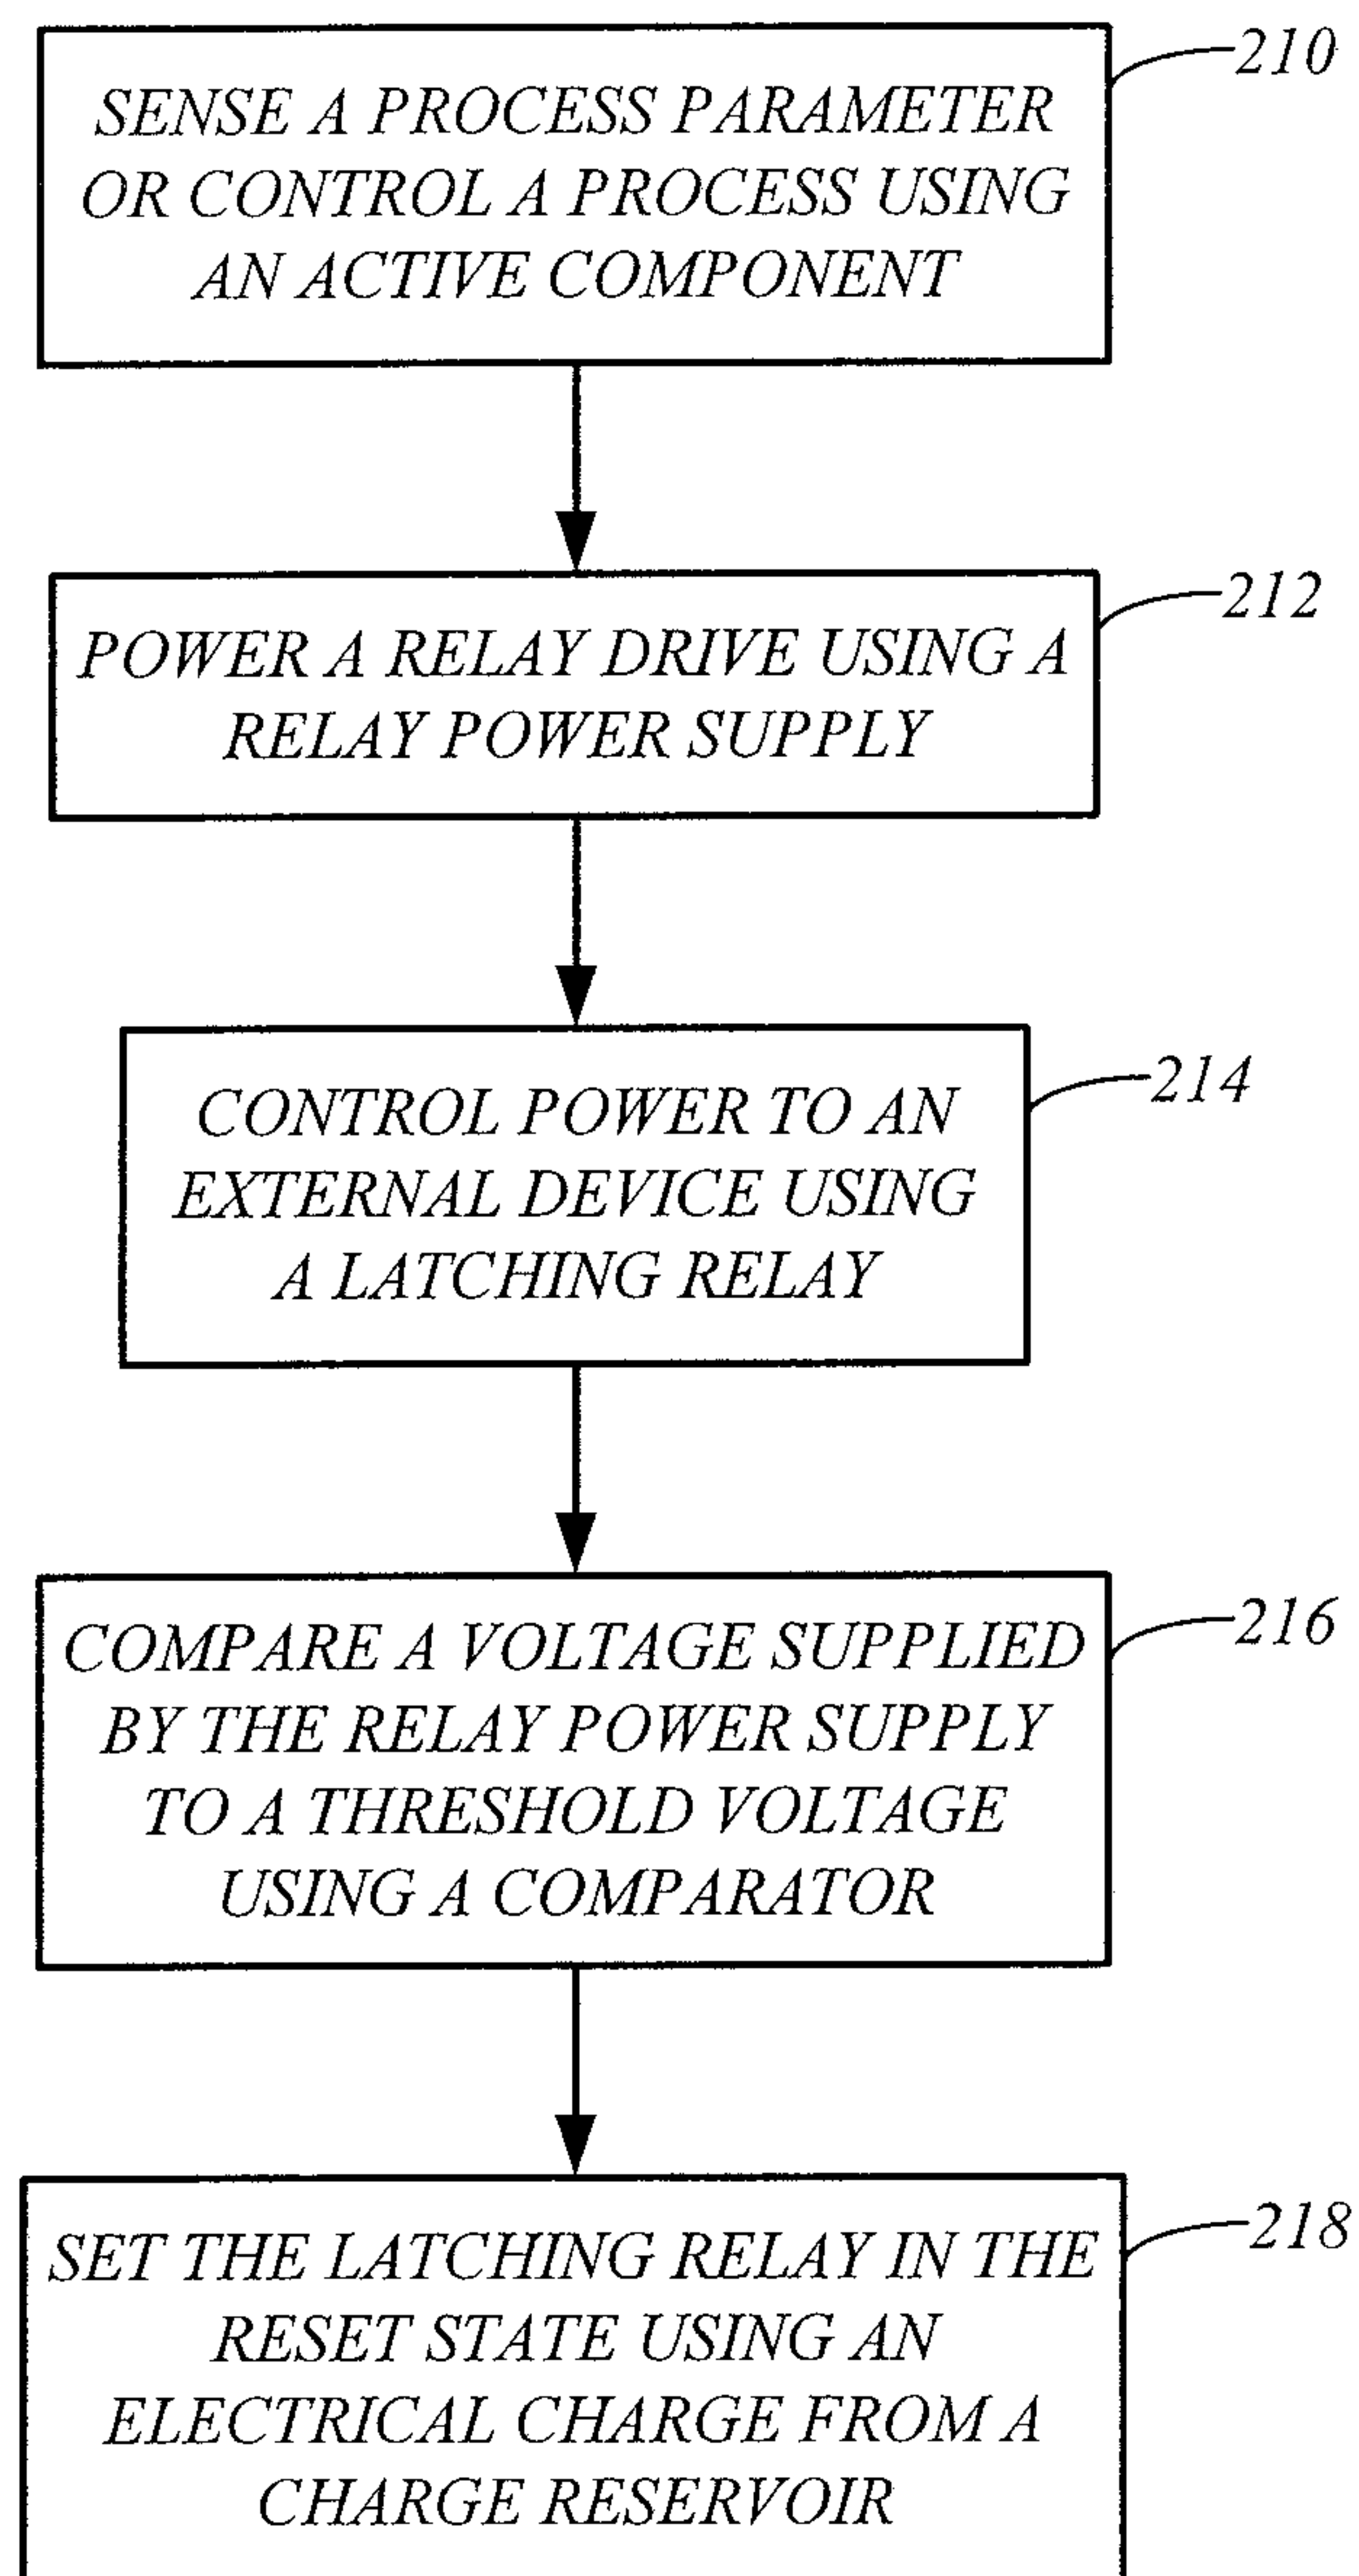 210
SENSE A PROCESS PARAMETER
OR CONTROL A PROCESS USING
AN ACTIVE COMPONENT
212
POWER A RELAY DRIVE USING A
RELAY POWER SUPPLY
214
CONTROL POWER TO AN
EXTERNAL DEVICE USING
A LATCHING RELAY
216
COMPARE A VOLTAGE SUPPLIED
BY THE RELAY POWER SUPPLY
TO A THRESHOLD VOLTAGE
USING A COMPARATOR
218
SET THE LATCHING RELAY IN THE
RESET STATE USING AN
ELECTRICAL CHARGE FROM A
CHARGE RESERVOIR